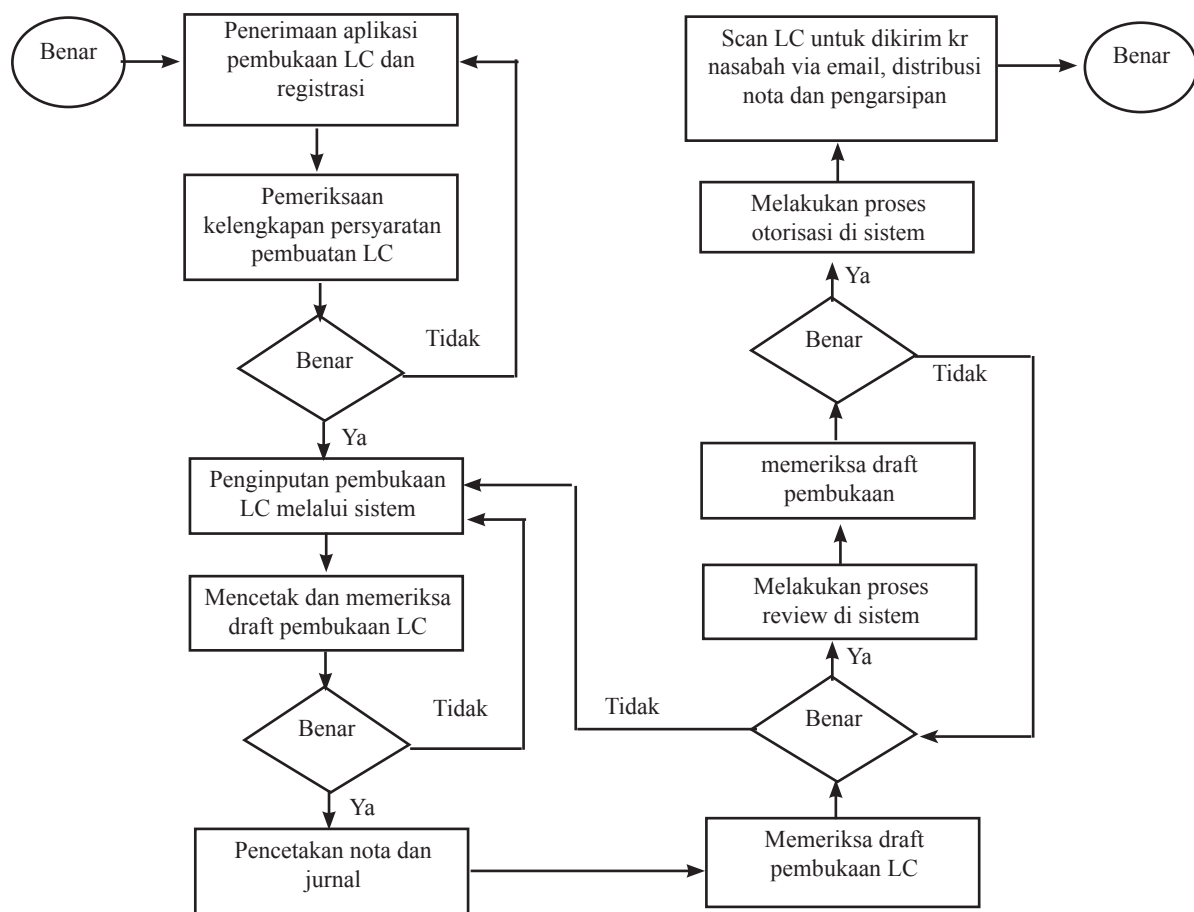 Benar
Penerimaan aplikasi
pembukaan LC dan
registrasi
Pemeriksaan
kelengkapan persyaratan
pembuatan LC
Benar
Tidak
Ya
Penginputan pembukaan
LC melalui sistem
Mencetak dan memeriksa
draft pembukaan LC
Benar
Tidak
Ya
Pencetakan nota dan
jurnal
Memeriksa draft
pembukaan LC
Benar
Tidak
Ya
Melakukan proses
review di sistem
memeriksa draft
pembukaan
Benar
Tidak
Ya
Melakukan proses
otorisasi di sistem
Scan LC untuk dikirim kr
nasabah via email, distribusi
nota dan pengarsipan
Benar